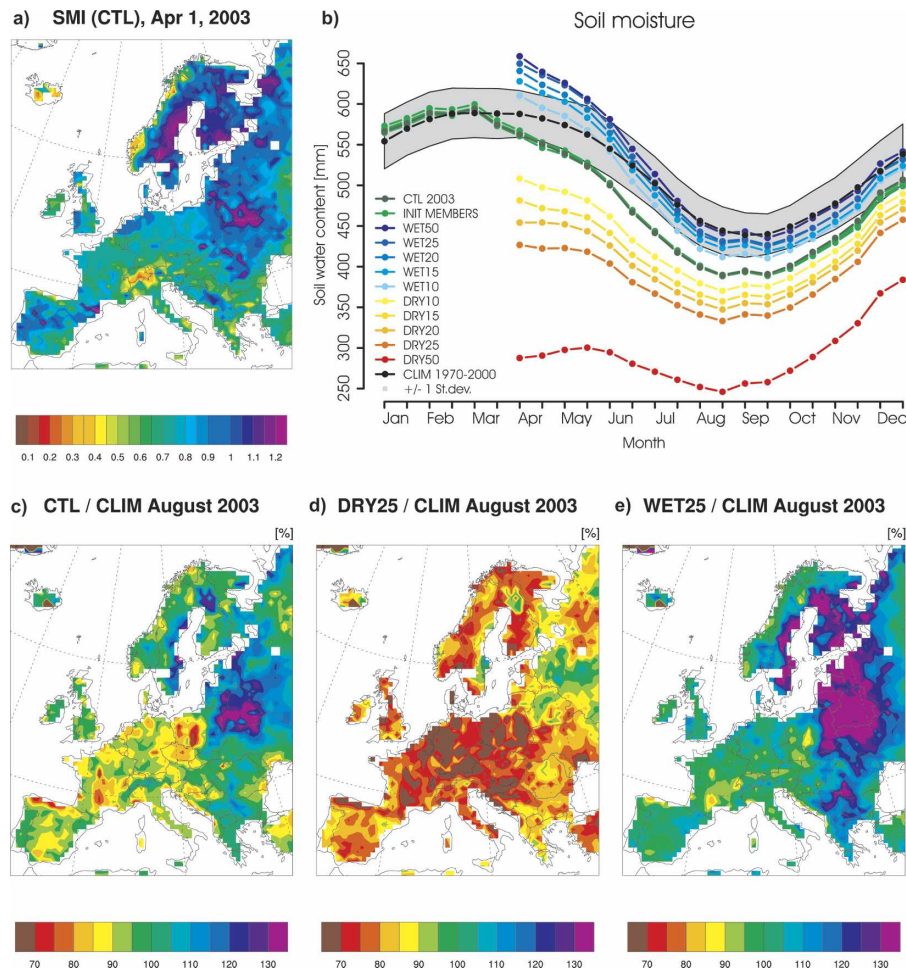 a) SMI (CTL), Apr 1, 2003
0.1 0.2 0.3 0.4 0.5 0.6 0.7 0.8 0.9 1 1.1 1.2
b) Soil moisture
Soil water content [mm]
650
600
550
500
450
400
350
300
250
CTL 2003
INIT MEMBERS
WET50
WET25
WET20
WET15
WET10
DRY10
DRY15
DRY20
DRY25
DRY50
CLIM 1970-2000
+/- 1 St.dev.
Jan Feb Mar Apr May Jun Jul Aug Sep Oct Nov Dec
Month
c) CTL / CLIM August 2003
[%]
70 80 90 100 110 120 130
d) DRY25 / CLIM August 2003
[%]
70 80 90 100 110 120 130
e) WET25 / CLIM August 2003
[%]
70 80 90 100 110 120 130